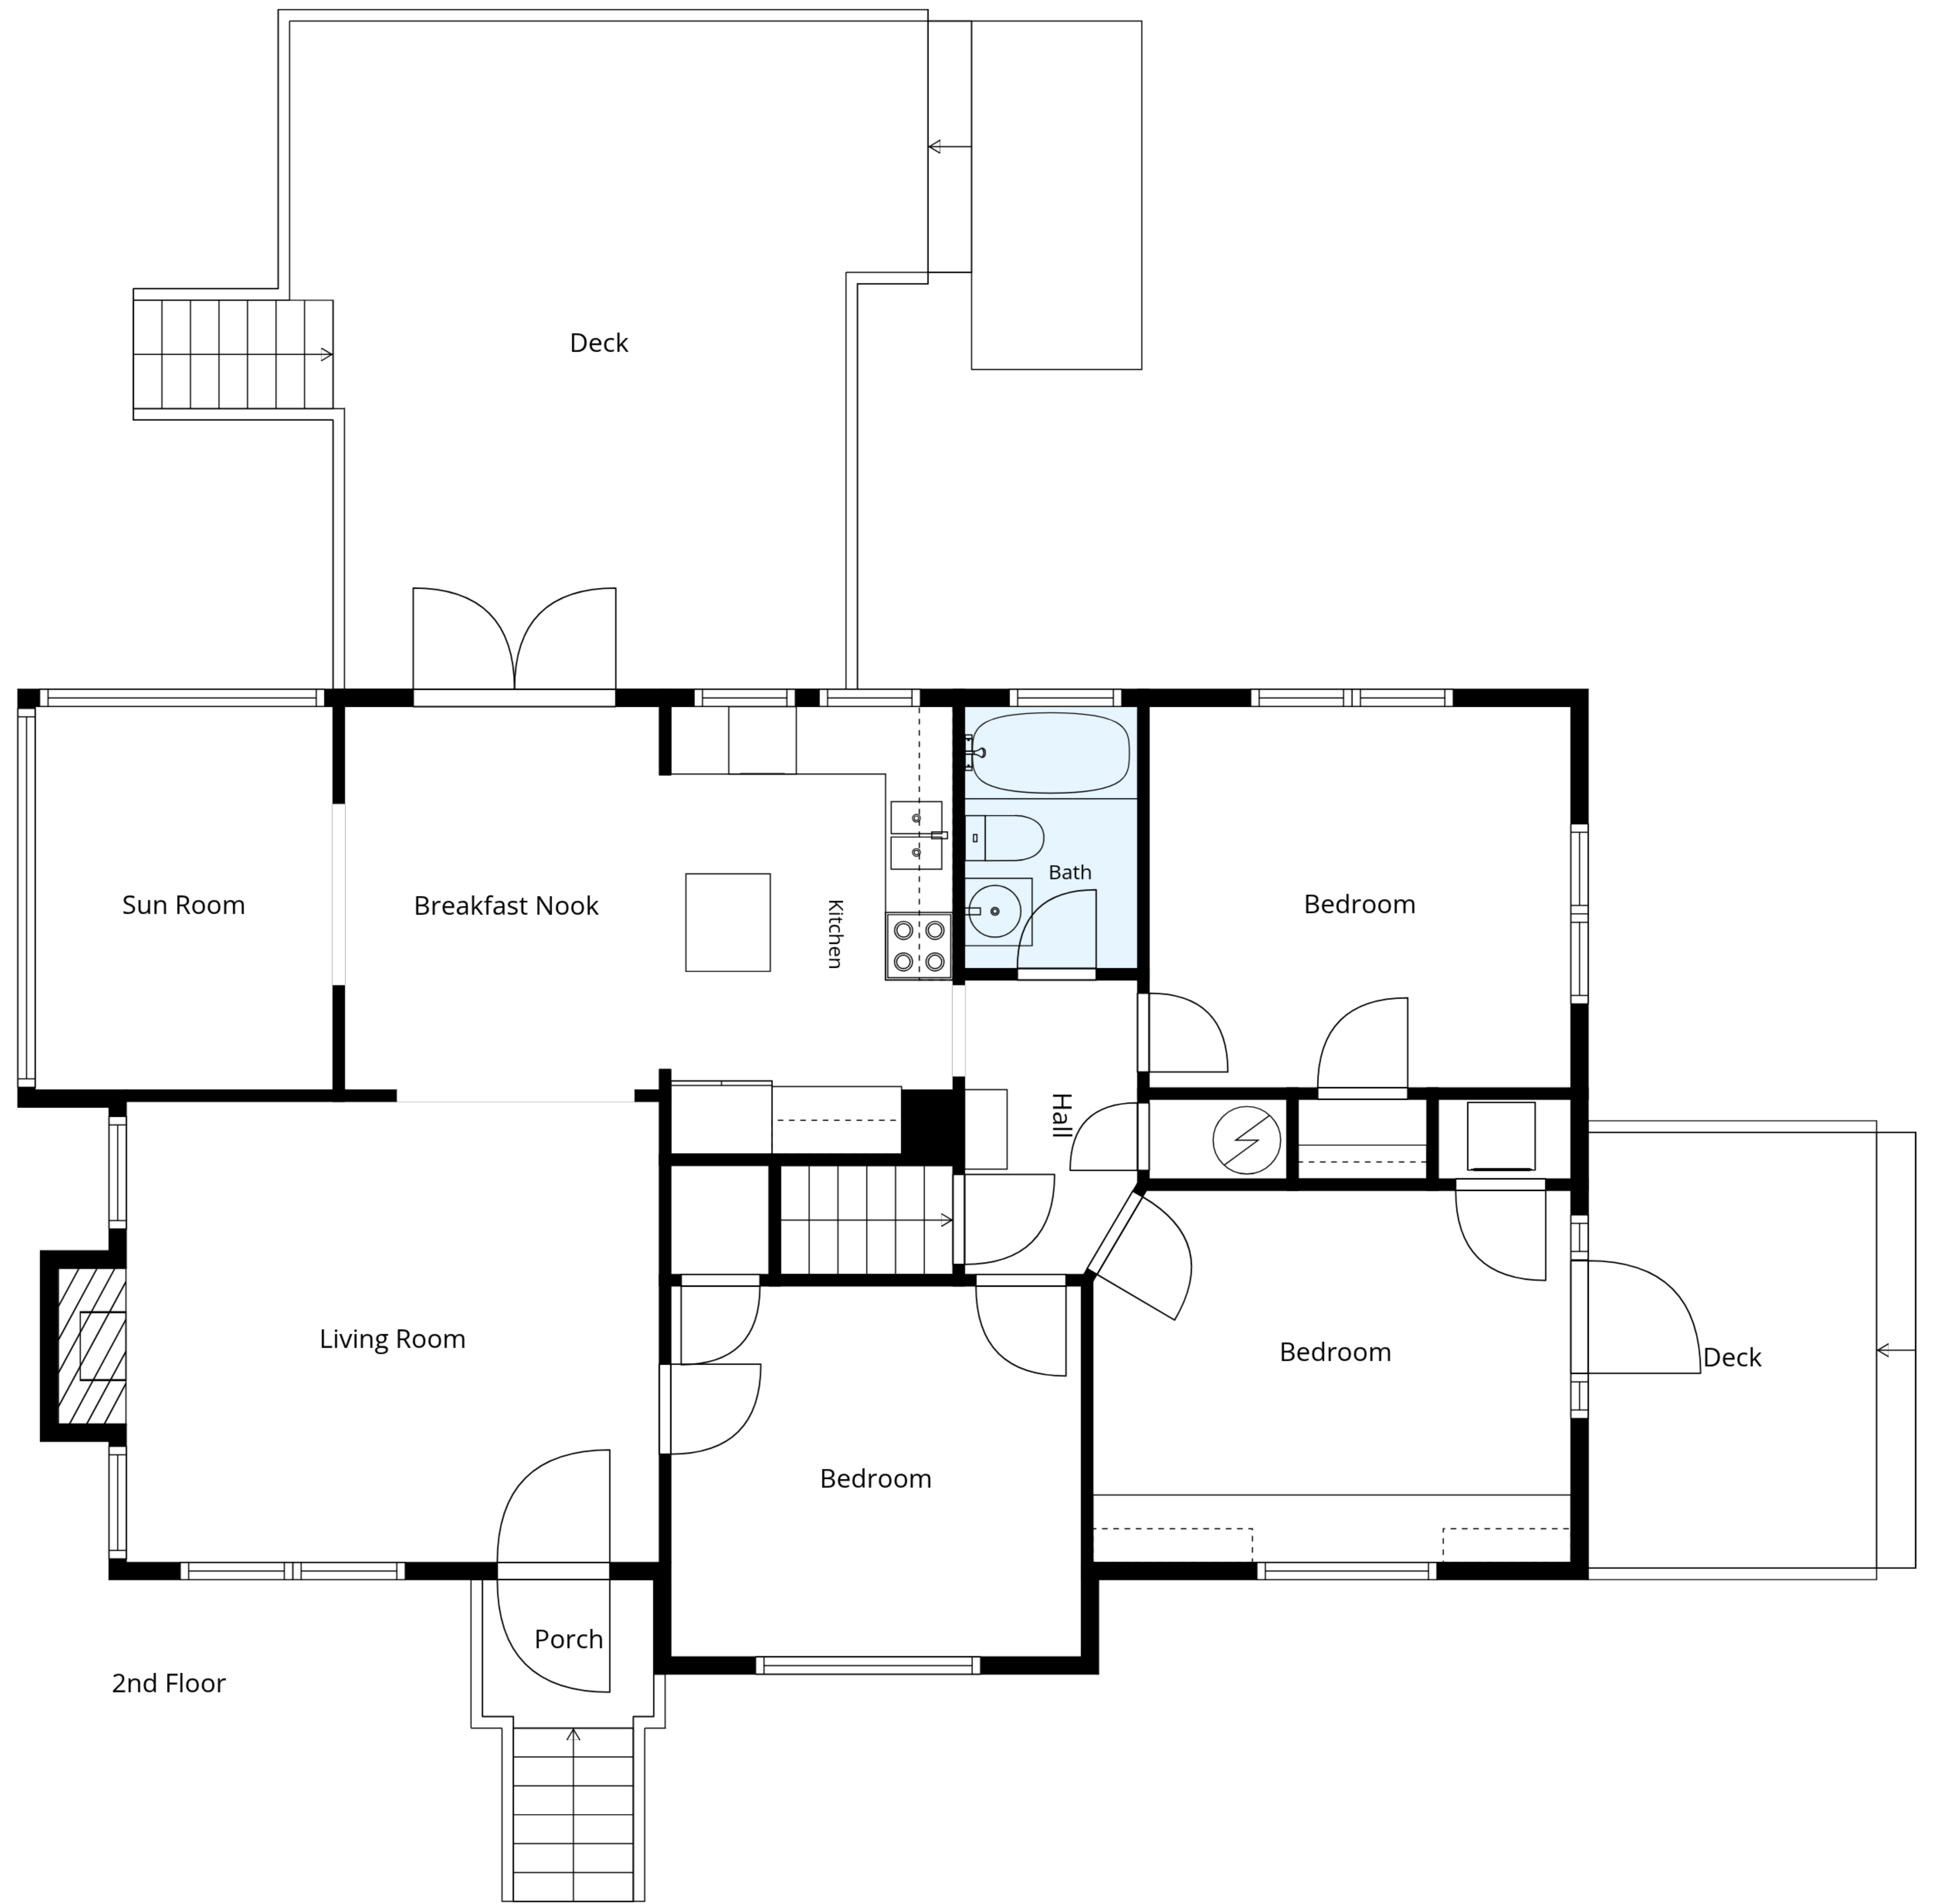 Deck
Sun Room
Breakfast Nook
Kitchen
Bath
Bedroom
Hall
Living Room
Bedroom
Deck
Bedroom
Porch
2nd Floor